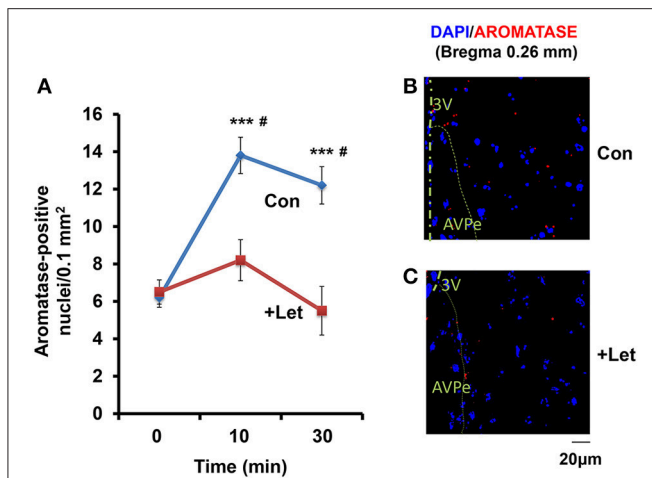 DAPI/AROMATASE
(Bregma 0.26 mm)
A
Aromatase-positive
nuclei/0.1 mm²
16
14
12
10
8
6
4
2
0
*** #
*** #
Con
+Let
0
10
30
Time (min)
B
3V
AVPe
Con
C
3V
AVPe
+Let
20µm